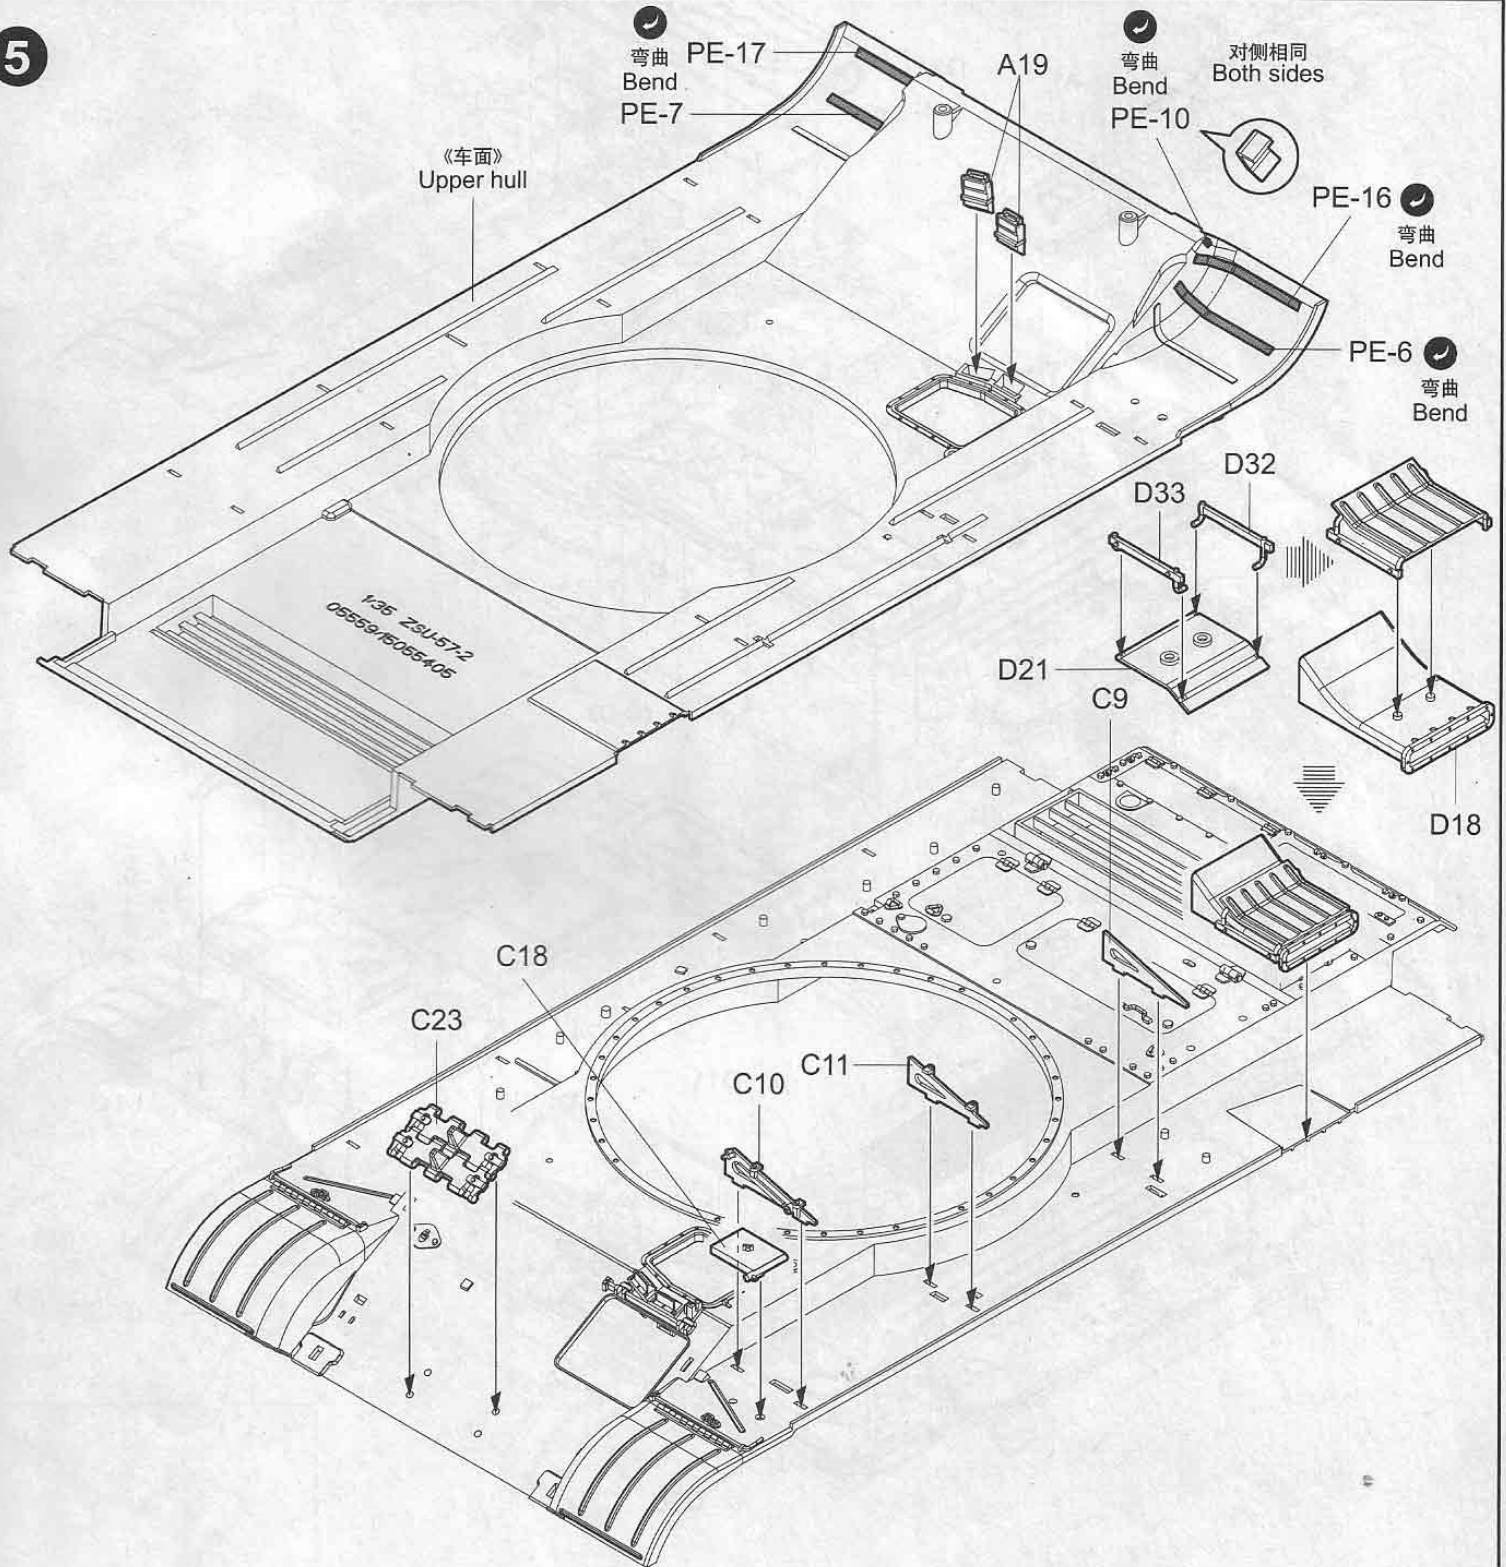 5
弯曲
Bend
PE-17
PE-7
A19
弯曲
Bend
PE-10
对侧相同
Both sides
《车面》
Upper hull
PE-16
弯曲
Bend
PE-6
弯曲
Bend
D32
D33
D21
D18
1/35 ZSU-57-2
05559/15055405
C9
C18
C23
C10
C11